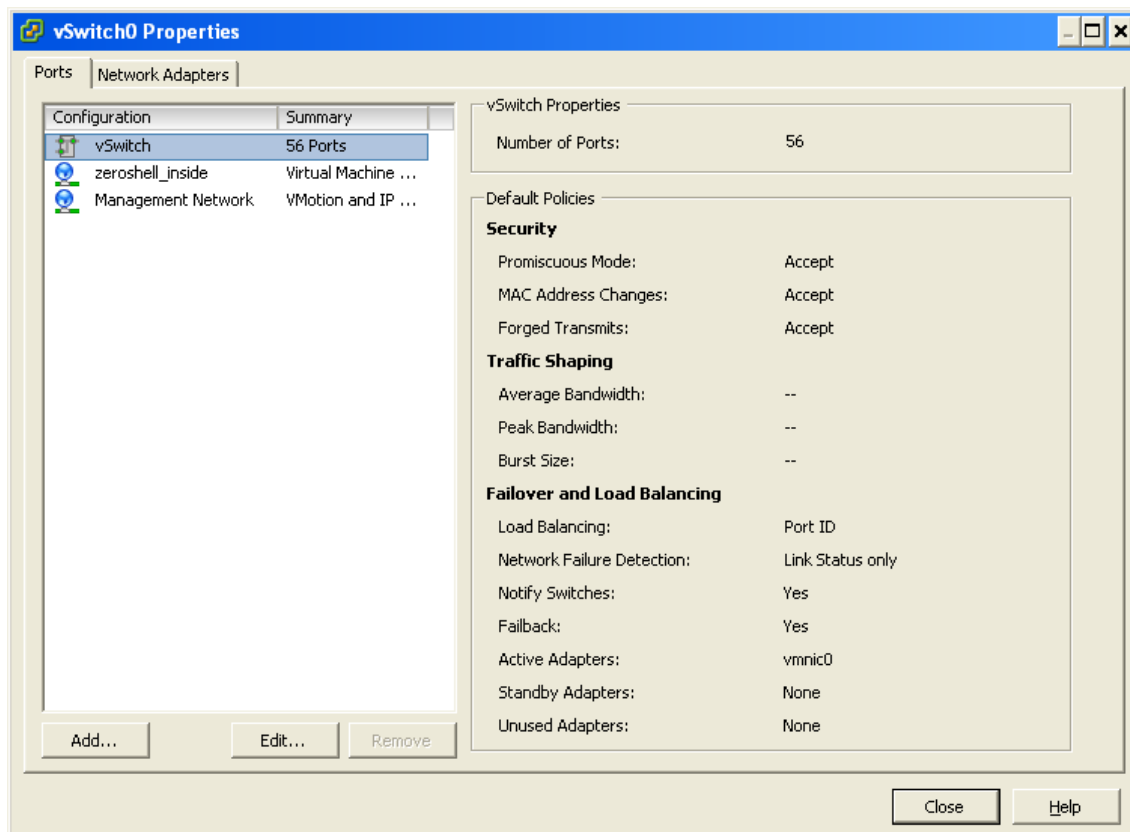 vSwitch0 Properties
Ports
Network Adapters
Configuration Summary
vSwitch 56 Ports
zeroshell_inside Virtual Machine ...
Management Network VMotion and IP ...
Add...
Edit...
Remove
vSwitch Properties
Number of Ports: 56
Default Policies
Security
Promiscuous Mode: Accept
MAC Address Changes: Accept
Forged Transmits: Accept
Traffic Shaping
Average Bandwidth: --
Peak Bandwidth: --
Burst Size: --
Failover and Load Balancing
Load Balancing: Port ID
Network Failure Detection: Link Status only
Notify Switches: Yes
Failback: Yes
Active Adapters: vmnic0
Standby Adapters: None
Unused Adapters: None
Close
Help